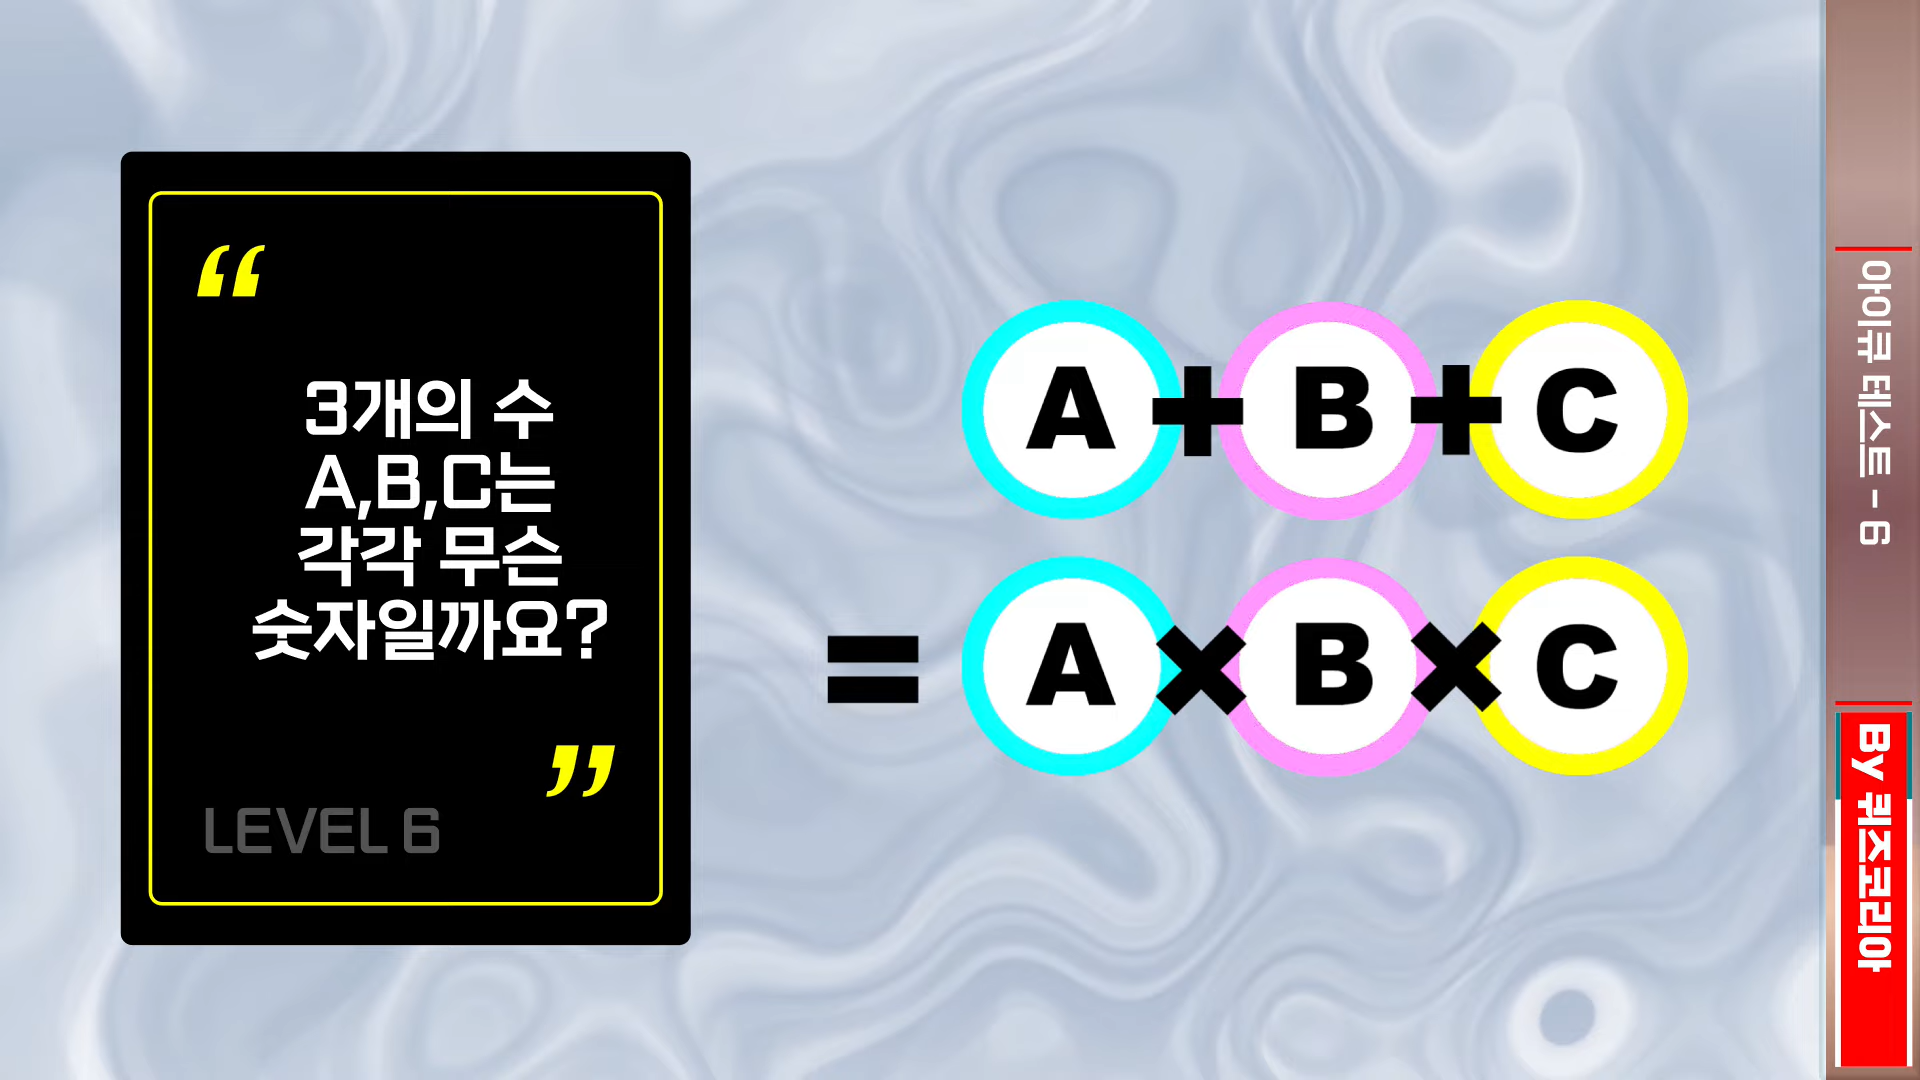 “
3개의 수
A,B,C는
각각 무슨
숫자일까요?
”
LEVEL 6
A+B+C
=A×B×C
아이큐 테스트 - 6
By 퀴즈코리아